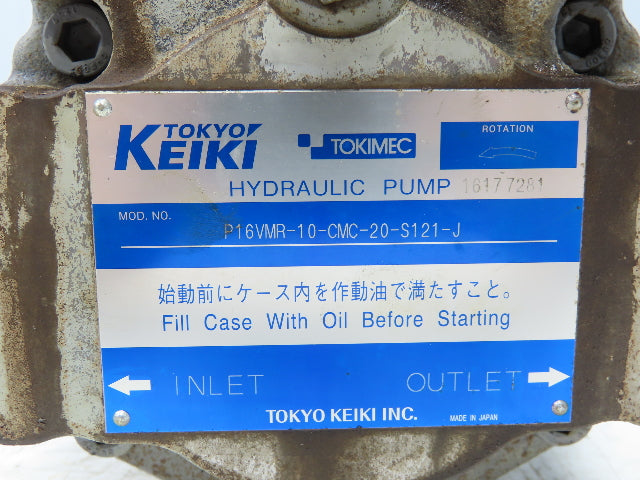 TOKYO KEIKI TOKIMEC ROTATION
HYDRAULIC PUMP 16177281
MOD. NO. P16VMR-10-CMC-20-S121-J
始動前にケース内を作動油で満たすこと。
Fill Case With Oil Before Starting
INLET OUTLET
TOKYO KEIKI INC. MADE IN JAPAN